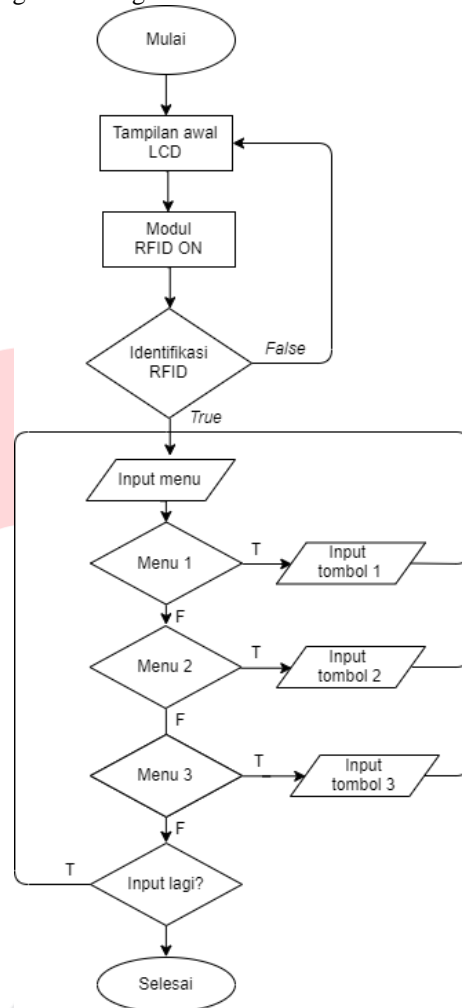 Mulai
Tampilan awal
LCD
Modul
RFID ON
Identifikasi
RFID
False
True
Input menu
Menu 1
T
Input
tombol 1
F
Menu 2
T
Input
tombol 2
F
Menu 3
T
Input
tombol 3
F
T
Input lagi?
Selesai